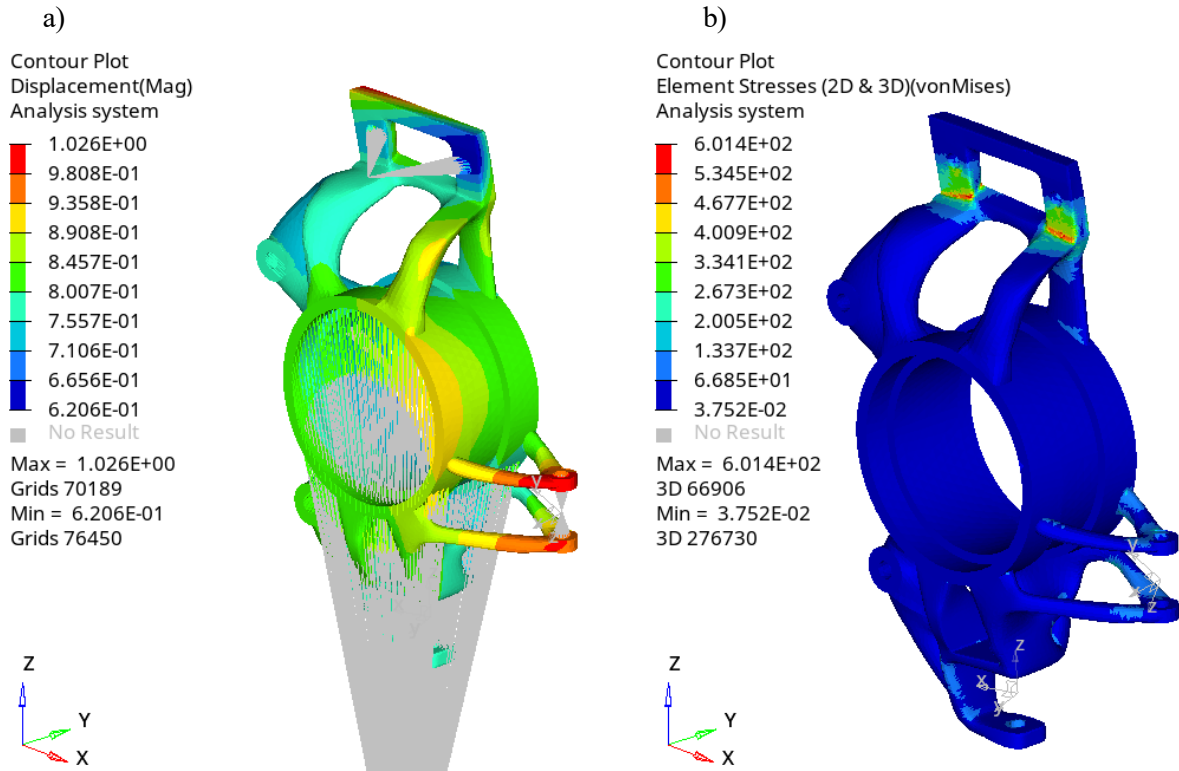 a)
Contour Plot
Displacement(Mag)
Analysis system
1.026E+00
9.808E-01
9.358E-01
8.908E-01
8.457E-01
8.007E-01
7.557E-01
7.106E-01
6.656E-01
6.206E-01
No Result
Max = 1.026E+00
Grids 70189
Min = 6.206E-01
Grids 76450
Z
Y
X
b)
Contour Plot
Element Stresses (2D & 3D)(vonMises)
Analysis system
6.014E+02
5.345E+02
4.677E+02
4.009E+02
3.341E+02
2.673E+02
2.005E+02
1.337E+02
6.685E+01
3.752E-02
No Result
Max = 6.014E+02
3D 66906
Min = 3.752E-02
3D 276730
Y
X
Z
Z
X
y
Z
Y
X